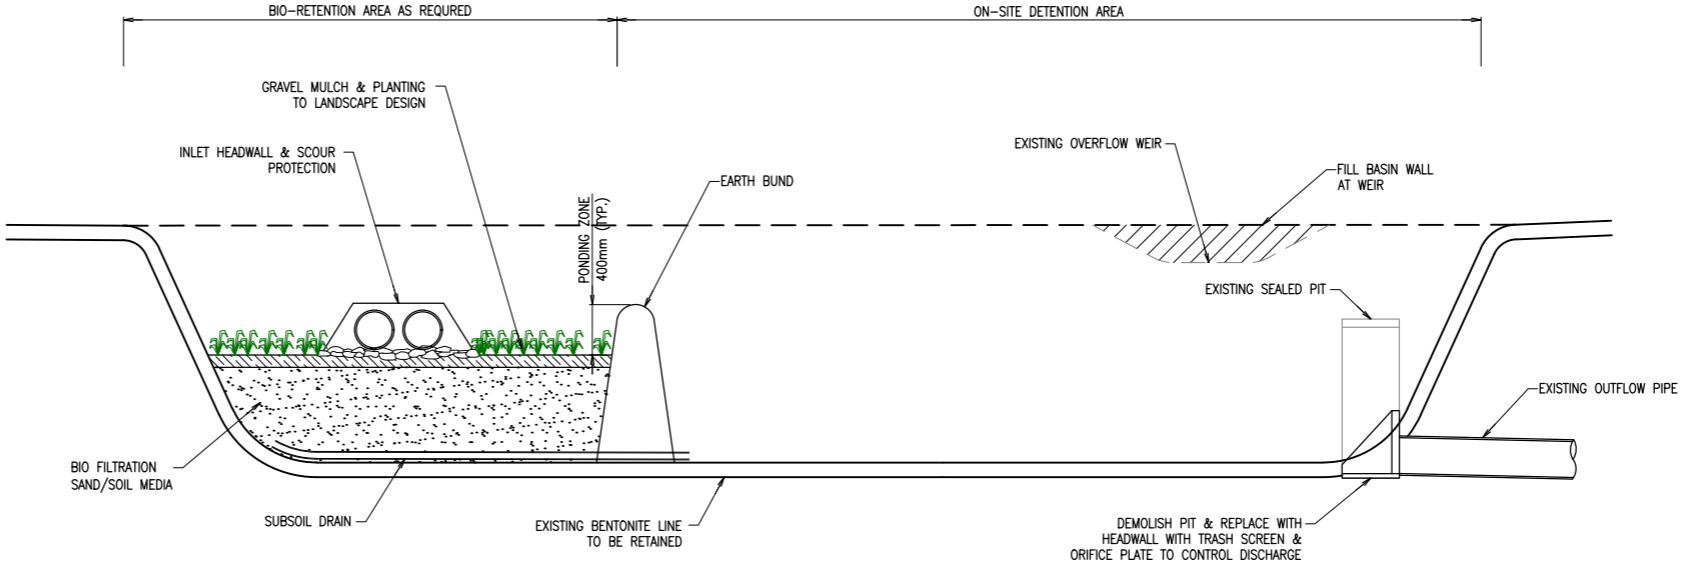 BIO-RETENTION AREA AS REQURED
ON-SITE DETENTION AREA
GRAVEL MULCH & PLANTING
TO LANDSCAPE DESIGN
INLET HEADWALL & SCOUR
PROTECTION
PONDING ZONE
400mm (TYP.)
EARTH BUND
EXISTING OVERFLOW WEIR
FILL BASIN WALL
AT WEIR
EXISTING SEALED PIT
EXISTING OUTFLOW PIPE
BIO FILTRATION
SAND/SOIL MEDIA
SUBSOIL DRAIN
EXISTING BENTONITE LINE
TO BE RETAINED
DEMOLISH PIT & REPLACE WITH
HEADWALL WITH TRASH SCREEN &
ORIFICE PLATE TO CONTROL DISCHARGE